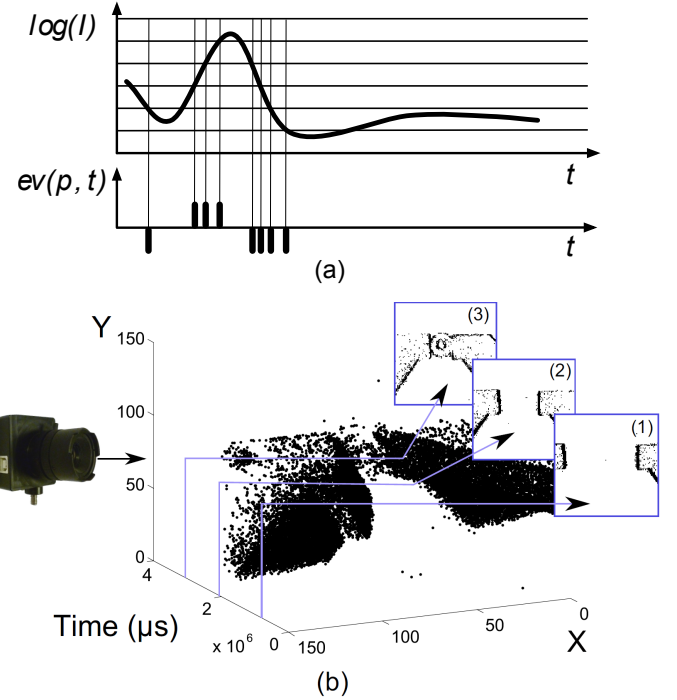 log(I)
t
ev(p, t)
t
(a)
Y
150
100
50
0
4
2
x 10^6
0
Time (µs)
150
100
50
0
X
(3)
(2)
(1)
(b)